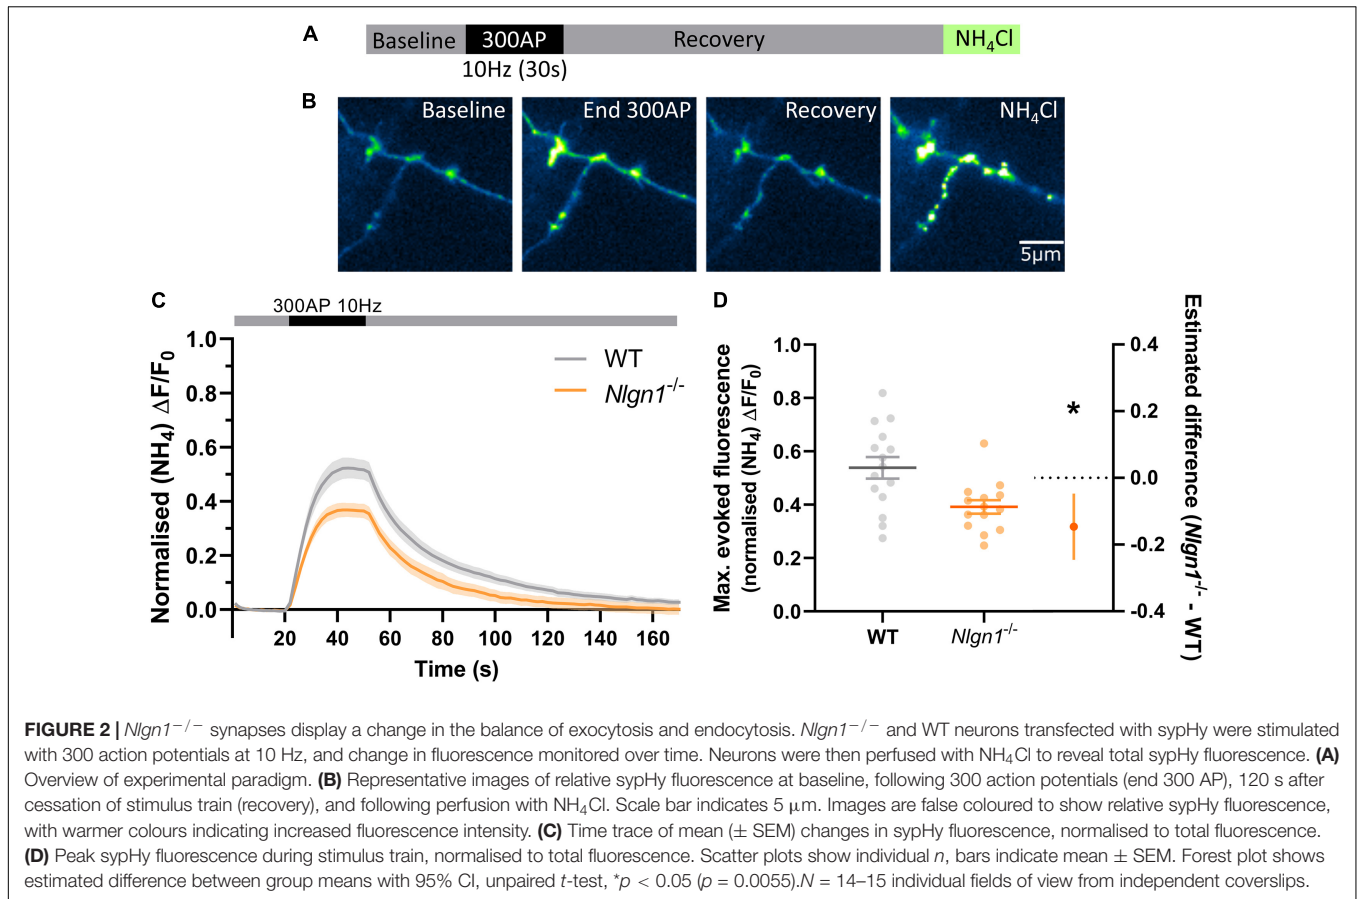 A
Baseline
300AP
Recovery
NH4Cl
10Hz (30s)
B
Baseline
End 300AP
Recovery
NH4Cl
5µm
C
300AP 10Hz
Normalised (NH4) ΔF/F0
1.0
0.8
0.6
0.4
0.2
0.0
20
40
60
80
100
120
140
160
Time (s)
WT
Nlgn1-/-
D
Max. evoked fluorescence
(normalised (NH4) ΔF/F0)
1.0
0.8
0.6
0.4
0.2
0.0
WT
Nlgn1-/-
*
0.4
0.2
0.0
-0.2
-0.4
Estimated difference (Nlgn1-/- - WT)
FIGURE 2 | Nlgn1−/− synapses display a change in the balance of exocytosis and endocytosis. Nlgn1−/− and WT neurons transfected with sypHy were stimulated
with 300 action potentials at 10 Hz, and change in fluorescence monitored over time. Neurons were then perfused with NH4Cl to reveal total sypHy fluorescence. (A)
Overview of experimental paradigm. (B) Representative images of relative sypHy fluorescence at baseline, following 300 action potentials (end 300 AP), 120 s after
cessation of stimulus train (recovery), and following perfusion with NH4Cl. Scale bar indicates 5 µm. Images are false coloured to show relative sypHy fluorescence,
with warmer colours indicating increased fluorescence intensity. (C) Time trace of mean (± SEM) changes in sypHy fluorescence, normalised to total fluorescence.
(D) Peak sypHy fluorescence during stimulus train, normalised to total fluorescence. Scatter plots show individual n, bars indicate mean ± SEM. Forest plot shows
estimated difference between group means with 95% CI, unpaired t-test, *p < 0.05 (p = 0.0055).N = 14–15 individual fields of view from independent coverslips.